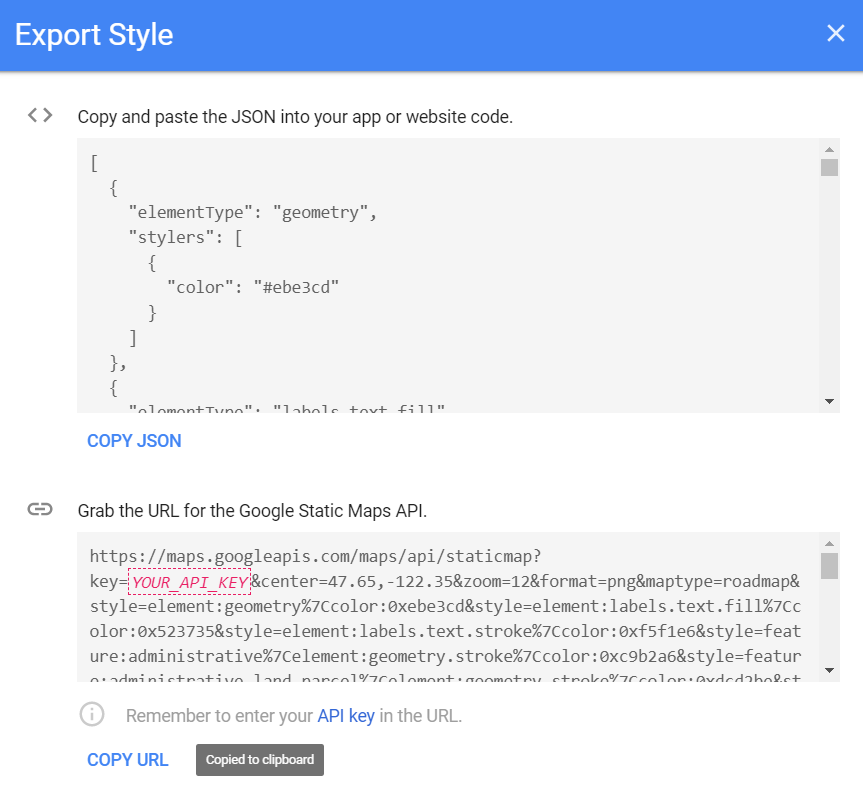 Export Style
Copy and paste the JSON into your app or website code.
[
  {
    "elementType": "geometry",
    "stylers": [
      {
        "color": "#ebe3cd"
      }
    ]
  },
  {
    "elementType": "labels.text.fill"
COPY JSON
Grab the URL for the Google Static Maps API.
https://maps.googleapis.com/maps/api/staticmap?
key=YOUR_API_KEY&center=47.65,-122.35&zoom=12&format=png&maptype=roadmap&
style=element:geometry%7Ccolor:0xebe3cd&style=element:labels.text.fill%7Cc
olor:0x523735&style=element:labels.text.stroke%7Ccolor:0xf5f1e6&style=feat
ure:administrative%7Celement:geometry.stroke%7Ccolor:0xc9b2a6&style=featur
e:administrative.land_parcel%7Celement:geometry.stroke%7Ccolor:0xdcd2be&st
Remember to enter your API key in the URL.
COPY URL
Copied to clipboard